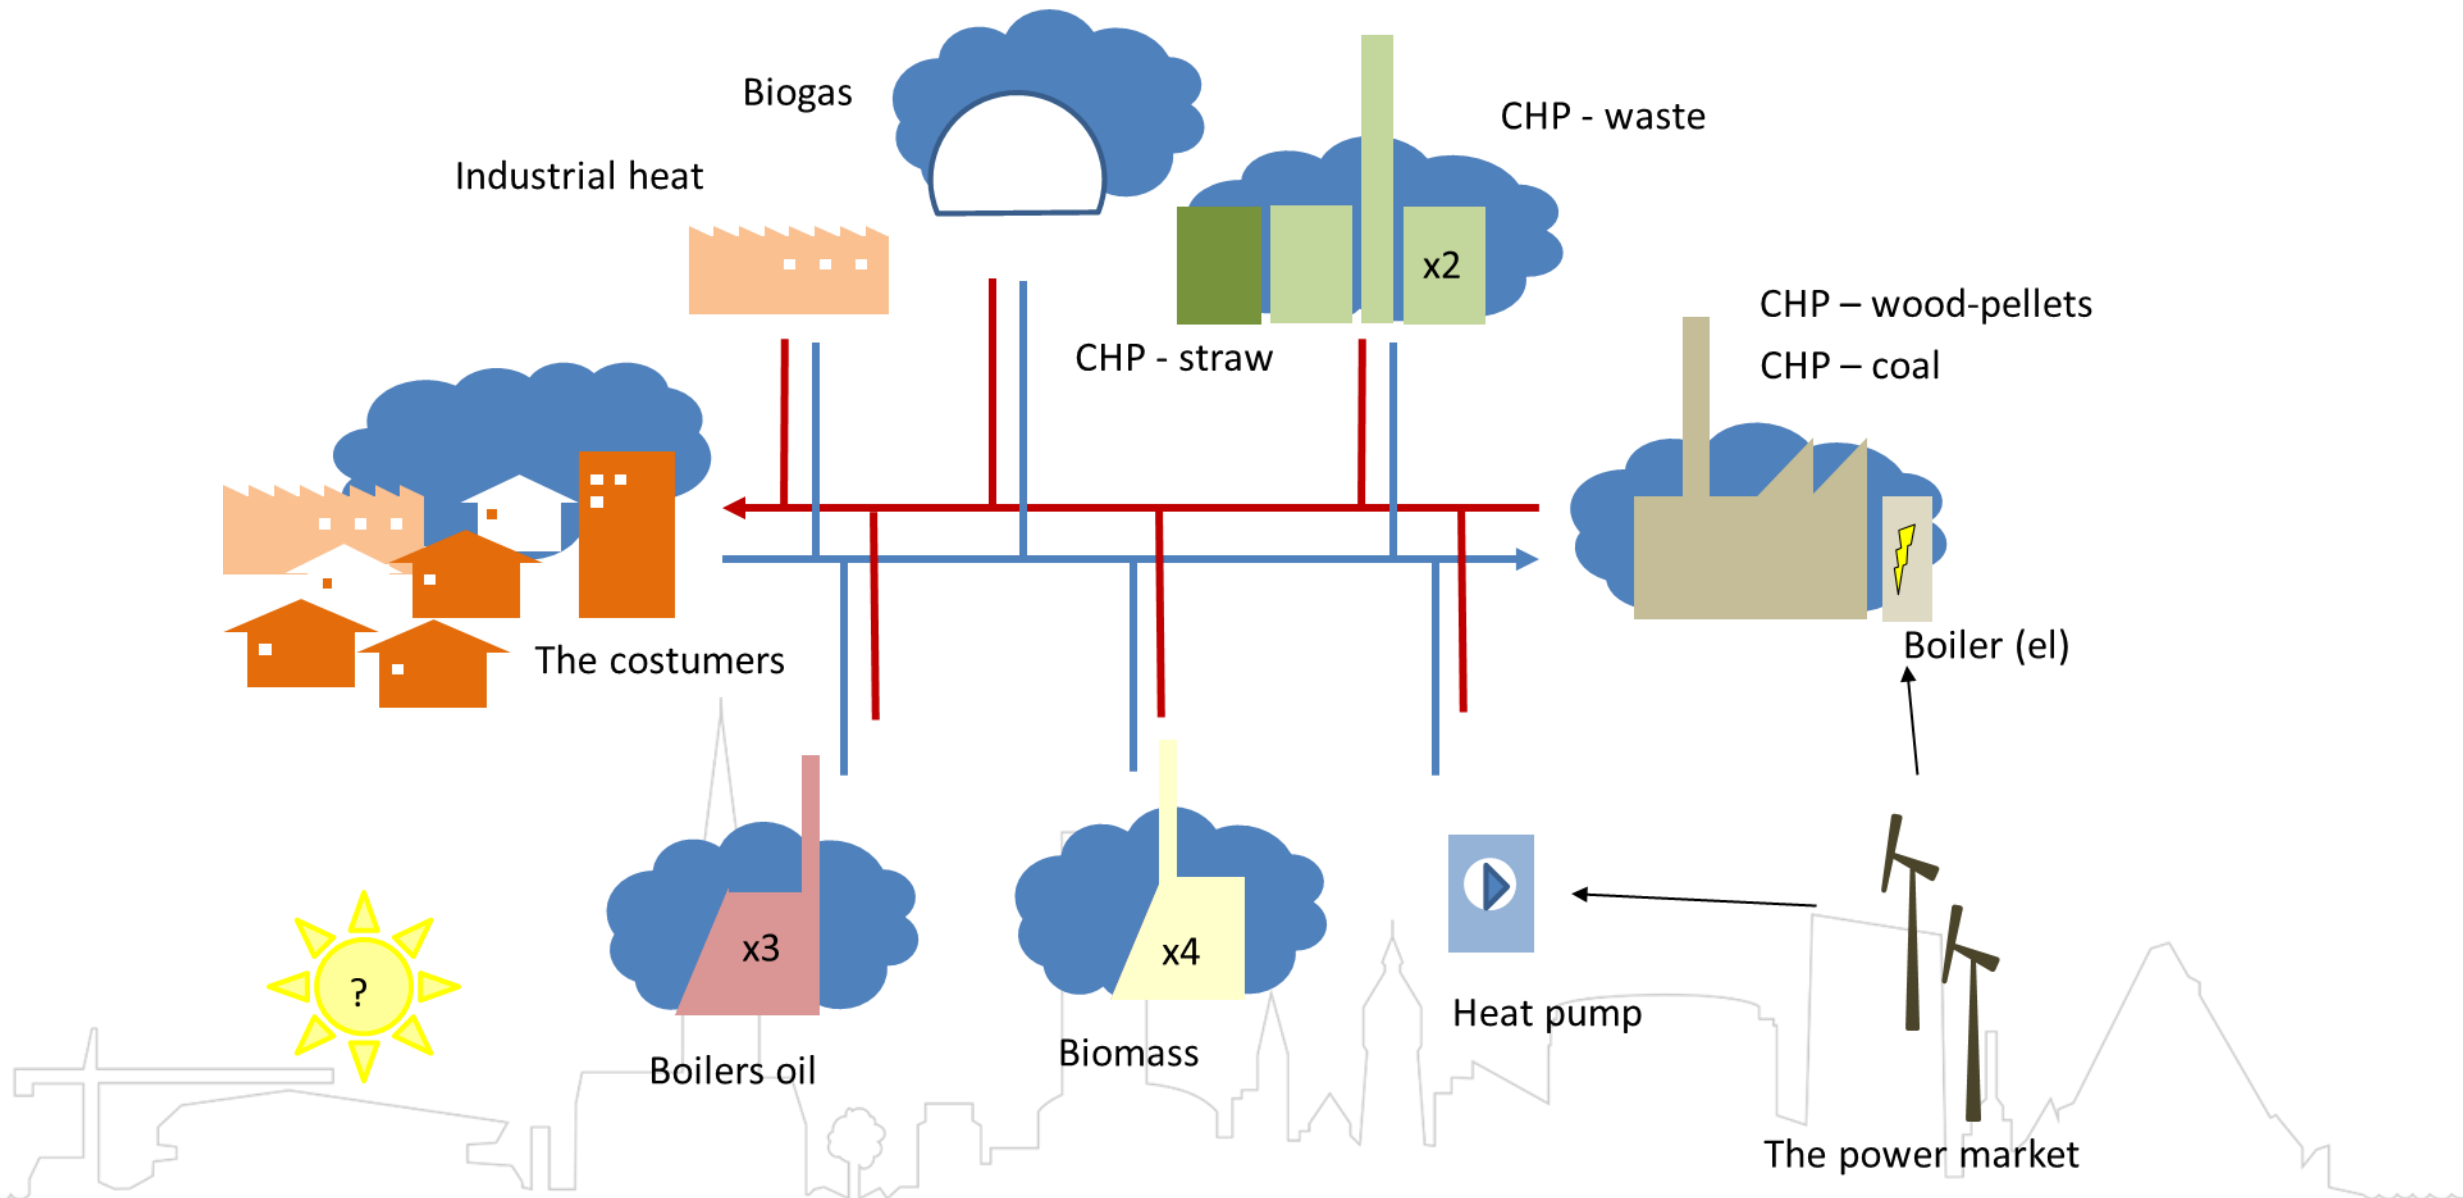 Biogas
CHP - waste
Industrial heat
x2
CHP – wood-pellets
CHP - straw
CHP – coal
Boiler (el)
The costumers
x3
x4
?
Heat pump
Biomass
Boilers oil
The power market